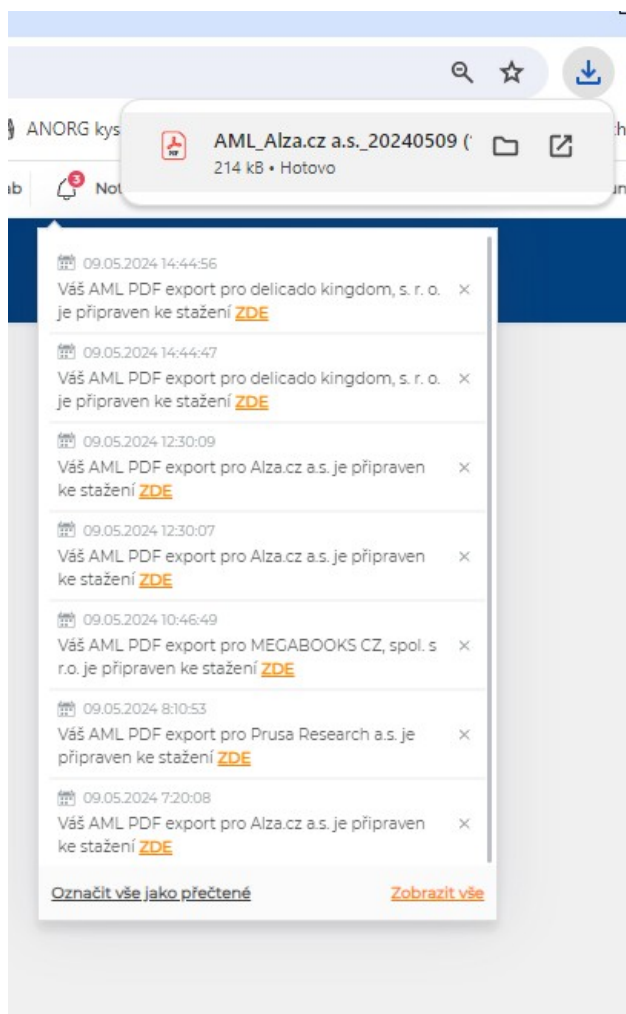 ANORG kys
AML_Alza.cz a.s._20240509 (
214 kB • Hotovo
3
Not
09.05.2024 14:44:56
Váš AML PDF export pro delicado kingdom, s. r. o.
je připraven ke stažení ZDE
09.05.2024 14:44:47
Váš AML PDF export pro delicado kingdom, s. r. o.
je připraven ke stažení ZDE
09.05.2024 12:30:09
Váš AML PDF export pro Alza.cz a.s. je připraven
ke stažení ZDE
09.05.2024 12:30:07
Váš AML PDF export pro Alza.cz a.s. je připraven
ke stažení ZDE
09.05.2024 10:46:49
Váš AML PDF export pro MEGABOOKS CZ, spol. s
r.o. je připraven ke stažení ZDE
09.05.2024 8:10:53
Váš AML PDF export pro Prusa Research a.s. je
připraven ke stažení ZDE
09.05.2024 7:20:08
Váš AML PDF export pro Alza.cz a.s. je připraven
ke stažení ZDE
Označit vše jako přečtené Zobrazit vše